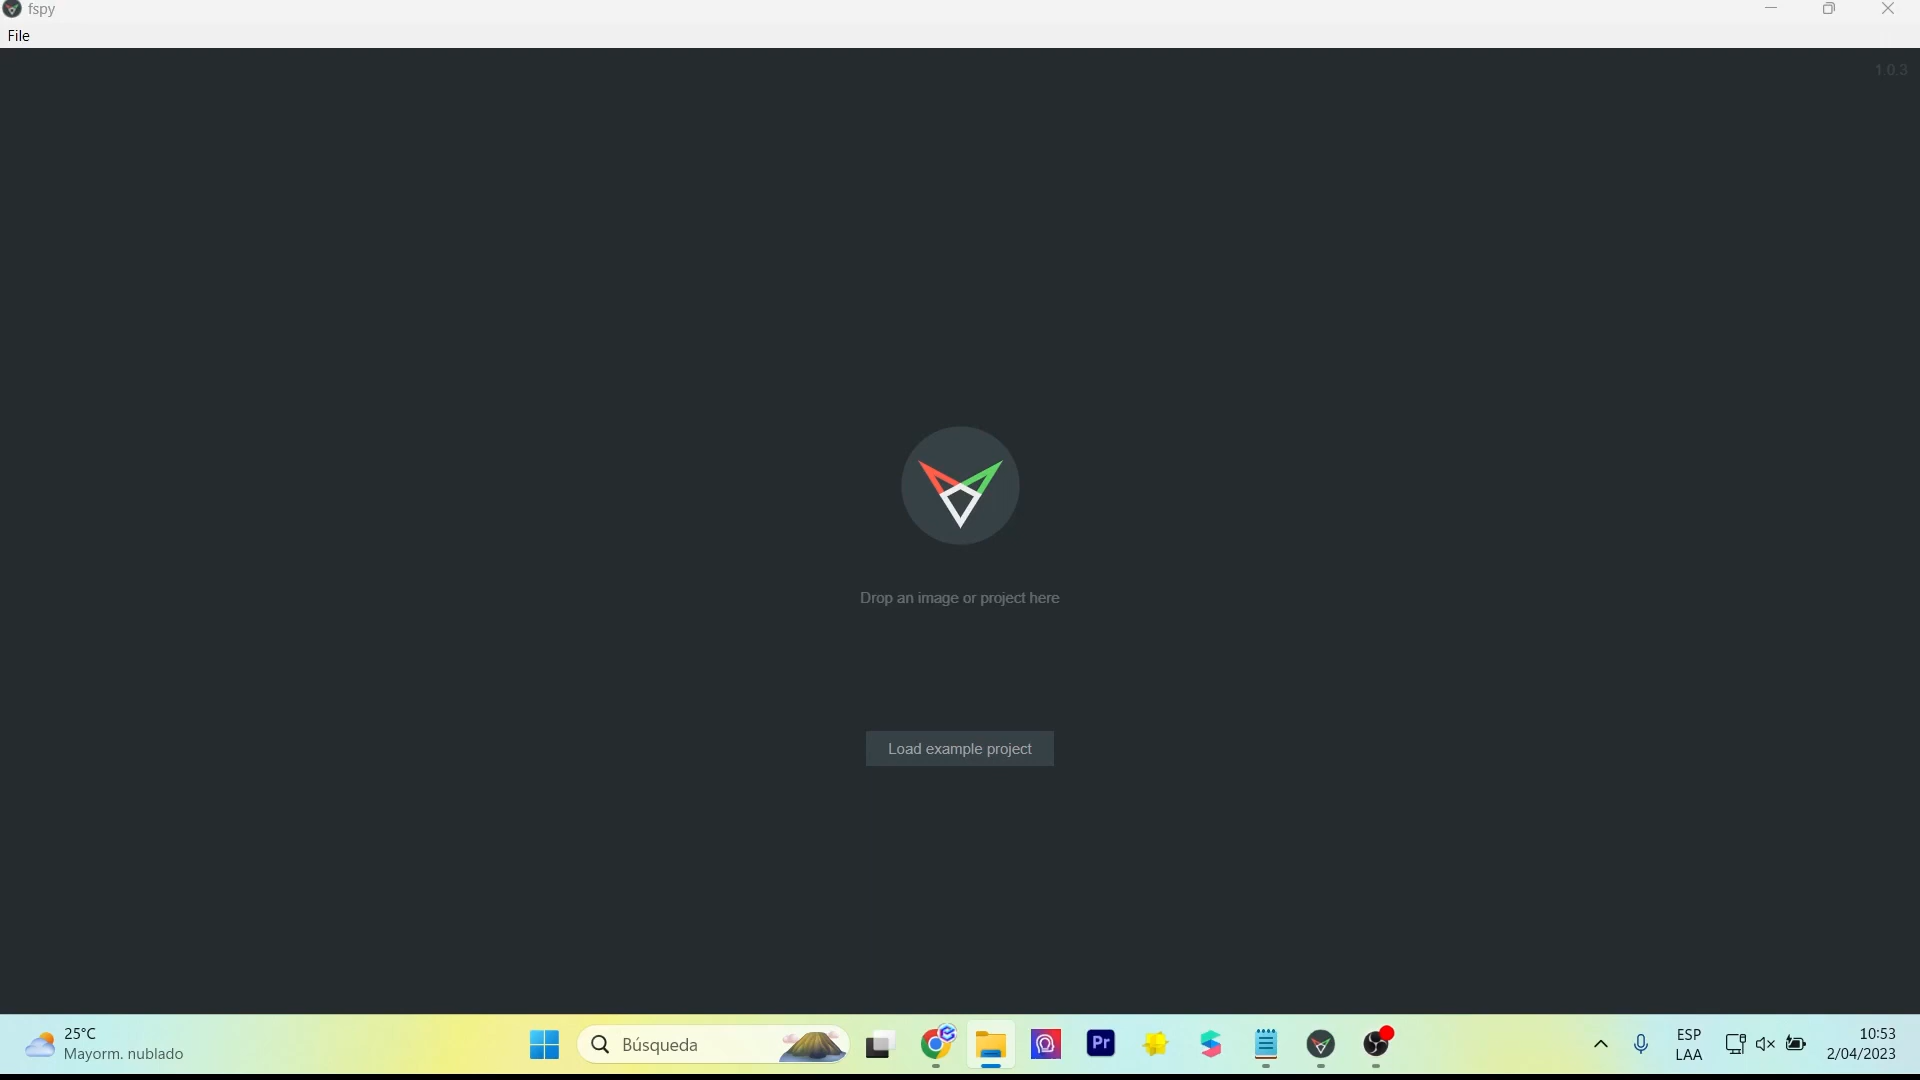 fspy
File
1.0.3
Drop an image or project here
Load example project
25°C
Mayorm. nublado
Búsqueda
Pr
ESP
LAA
10:53
2/04/2023